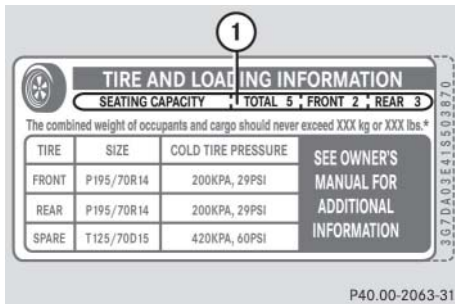 1
TIRE AND LOADING INFORMATION
SEATING CAPACITY TOTAL 5 FRONT 2 REAR 3
The combined weight of occupants and cargo should never exceed XXX kg or XXX lbs.*
TIRE SIZE COLD TIRE PRESSURE
FRONT P195/70R14 200KPA, 29PSI
REAR P195/70R14 200KPA, 29PSI
SPARE T125/70D15 420KPA, 60PSI
SEE OWNER'S
MANUAL FOR
ADDITIONAL
INFORMATION
3G7DA03E41S503870
P40.00-2063-31